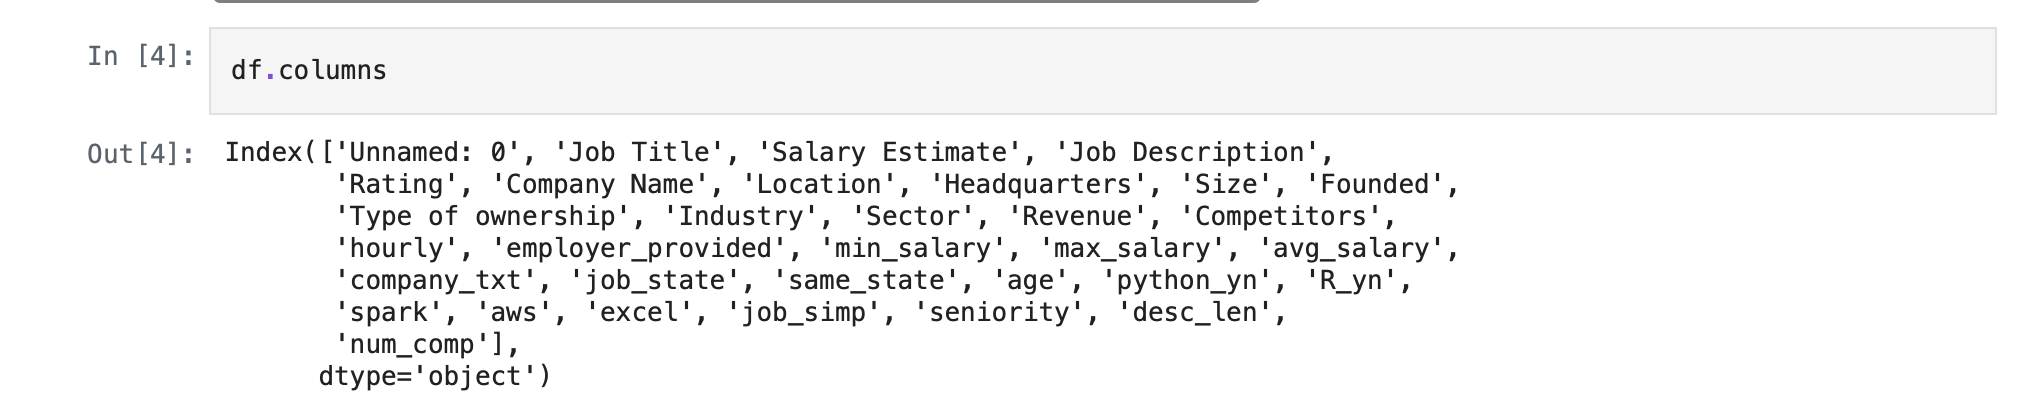 In [4]:
df.columns
Out[4]:
Index(['Unnamed: 0', 'Job Title', 'Salary Estimate', 'Job Description',
'Rating', 'Company Name', 'Location', 'Headquarters', 'Size', 'Founded',
'Type of ownership', 'Industry', 'Sector', 'Revenue', 'Competitors',
'hourly', 'employer_provided', 'min_salary', 'max_salary', 'avg_salary',
'company_txt', 'job_state', 'same_state', 'age', 'python_yn', 'R_yn',
'spark', 'aws', 'excel', 'job_simp', 'seniority', 'desc_len',
'num_comp'],
dtype='object')